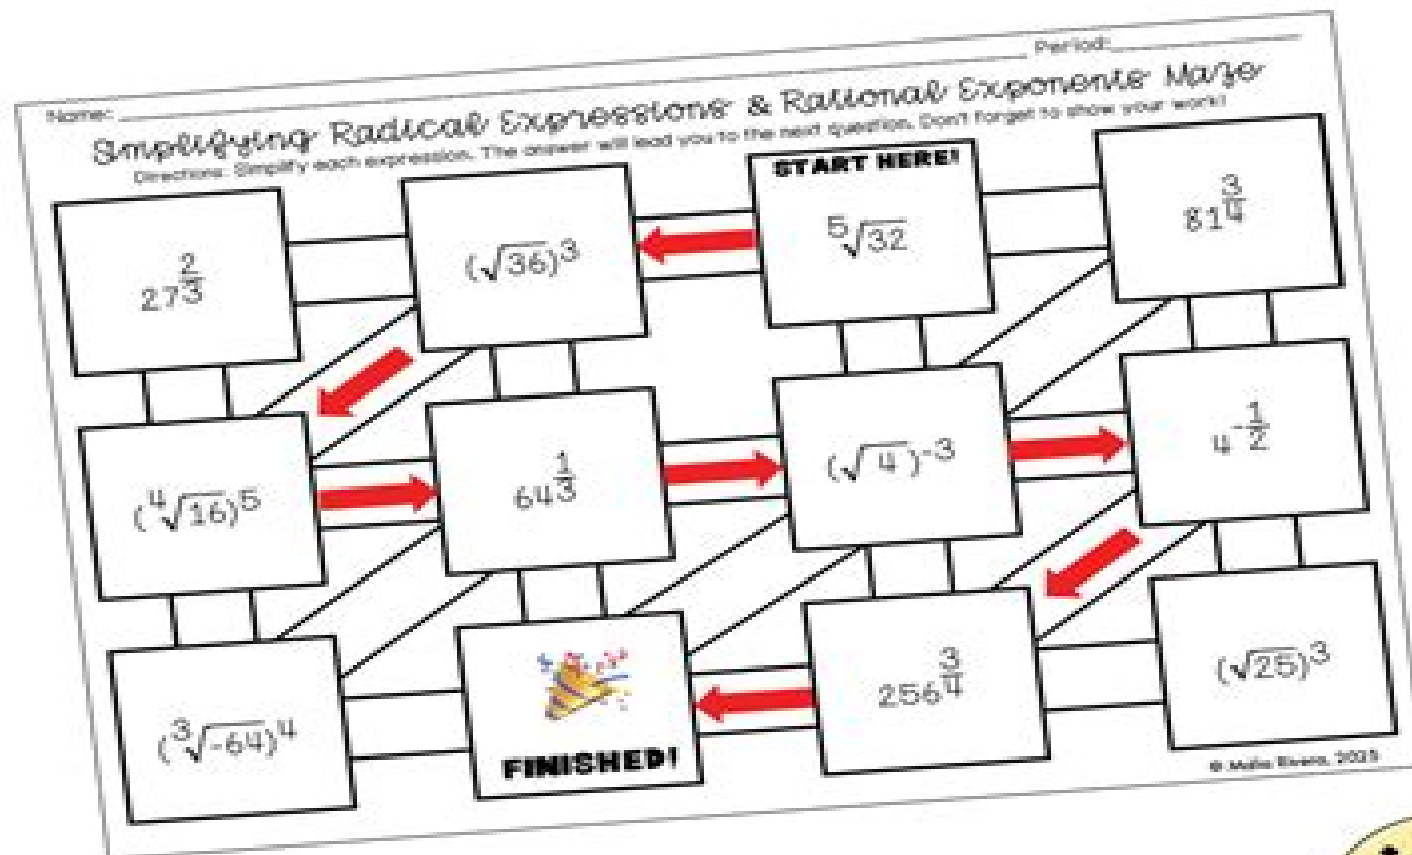 Name: Period:
Simplifying Radical Expressions & Rational Exponents Maze
Directions: Simplify each expression. The answer will lead you to the next question. Don't forget to show your work!
START HERE!
27^(2/3) (√36)^3 ⁵√32 81^(3/4)
(⁴√16)^5 64^(1/3) (√4)^-3 4^(-1/2)
(³√-64)^4 256^(3/4) (√25)^3
FINISHED!
© Malia Rivera, 2025